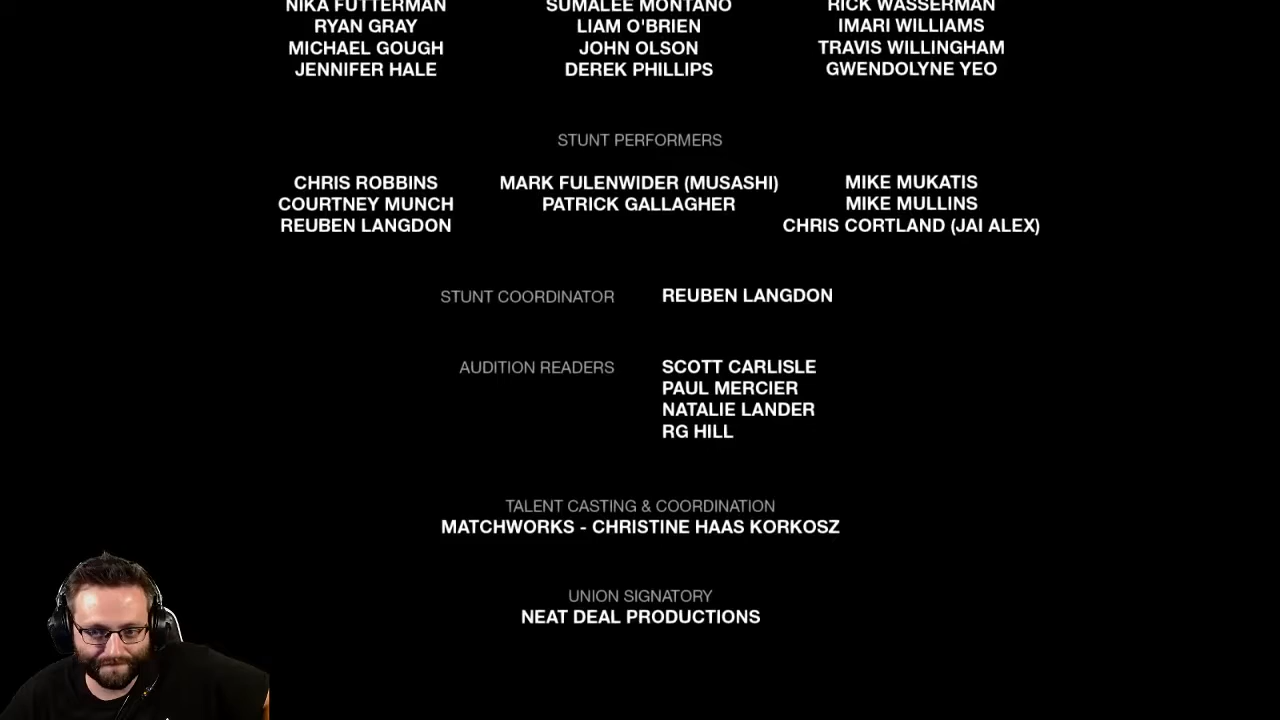 NIKA FUTTERMAN SUMALEE MONTANO RICK WASSERMAN
RYAN GRAY LIAM O'BRIEN IMARI WILLIAMS
MICHAEL GOUGH JOHN OLSON TRAVIS WILLINGHAM
JENNIFER HALE DEREK PHILLIPS GWENDOLYNE YEO
STUNT PERFORMERS
CHRIS ROBBINS MARK FULENWIDER (MUSASHI) MIKE MUKATIS
COURTNEY MUNCH PATRICK GALLAGHER MIKE MULLINS
REUBEN LANGDON CHRIS CORTLAND (JAI ALEX)
STUNT COORDINATOR REUBEN LANGDON
AUDITION READERS SCOTT CARLISLE
PAUL MERCIER
NATALIE LANDER
RG HILL
TALENT CASTING & COORDINATION
MATCHWORKS - CHRISTINE HAAS KORKOSZ
UNION SIGNATORY
NEAT DEAL PRODUCTIONS